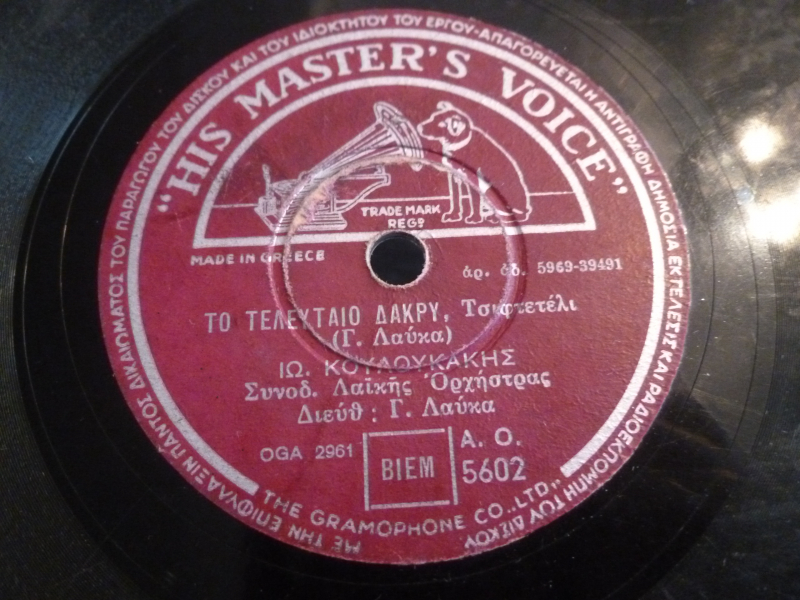 ΜΕ ΤΗΝ ΕΠΙΦΥΛΑΞΙΝ ΠΑΝΤΟΣ ΔΙΚΑΙΩΜΑΤΟΣ ΤΟΥ ΠΑΡΑΓΩΓΟΥ ΤΟΥ ΔΙΣΚΟΥ ΚΑΙ ΤΟΥ ΙΔΙΟΚΤΗΤΟΥ ΤΟΥ ΕΡΓΟΥ-ΑΠΑΓΟΡΕΥΕΤΑΙ Η ΑΝΤΙΓΡΑΦΗ ΔΗΜΟΣΙΑ ΕΚΤΕΛΕΣΙΣ ΚΑΙ ΡΑΔΙΟΕΚΠΟΜΠΗ ΤΟΥ ΔΙΣΚΟΥ
"HIS MASTER'S VOICE"
TRADE MARK
REGD
MADE IN GREECE
ἀρ. ἀδ. 5969-39491
ΤΟ ΤΕΛΕΥΤΑΙΟ ΔΑΚΡΥ, Τσιφτετέλι
(Γ. Λαύκα)
ΙΩ. ΚΟΥΛΟΥΚΑΚΗΣ
Συνοδ. Λαϊκῆς Ὀρχήστρας
Διεύθ : Γ. Λαύκα
OGA 2961
BIEM
A. O.
5602
THE GRAMOPHONE CO., LTD.,